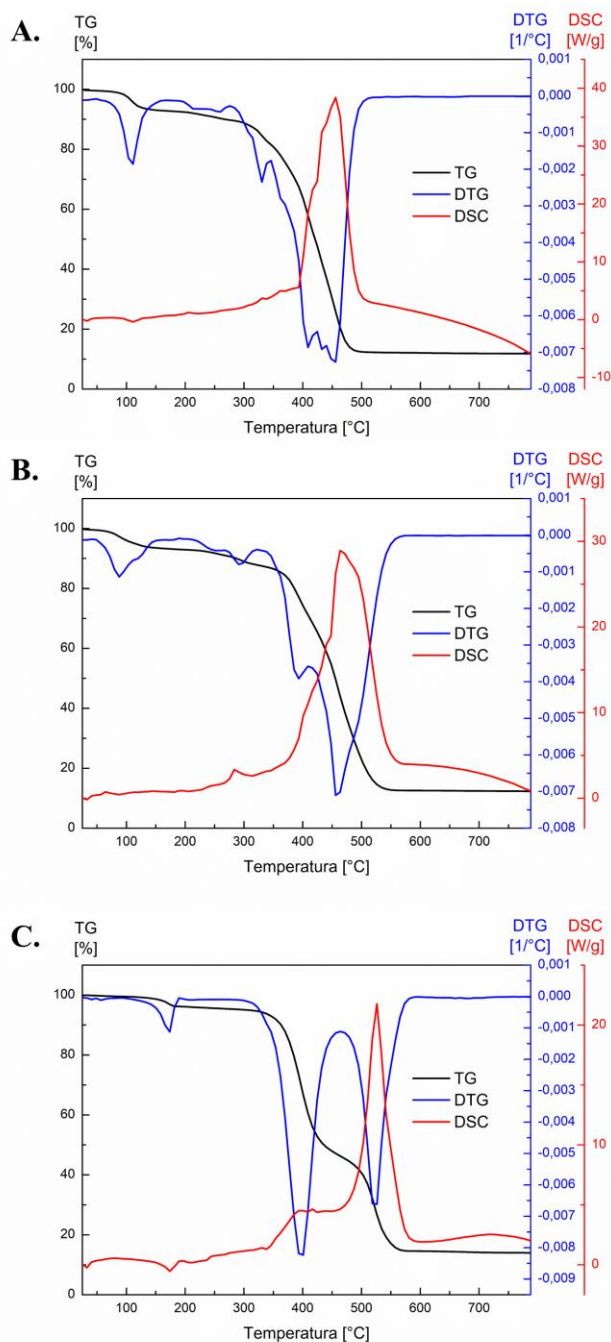 A.
TG
[%]
DTG
[1/°C]
DSC
[W/g]
100
80
60
40
20
0
0,001
0,000
-0,001
-0,002
-0,003
-0,004
-0,005
-0,006
-0,007
-0,008
40
30
20
10
0
-10
TG
DTG
DSC
100 200 300 400 500 600 700
Temperatura [°C]
B.
TG
[%]
DTG
[1/°C]
DSC
[W/g]
100
80
60
40
20
0
0,001
0,000
-0,001
-0,002
-0,003
-0,004
-0,005
-0,006
-0,007
-0,008
30
20
10
0
TG
DTG
DSC
100 200 300 400 500 600 700
Temperatura [°C]
C.
TG
[%]
DTG
[1/°C]
DSC
[W/g]
100
80
60
40
20
0
0,001
0,000
-0,001
-0,002
-0,003
-0,004
-0,005
-0,006
-0,007
-0,008
-0,009
20
10
0
TG
DTG
DSC
100 200 300 400 500 600 700
Temperatura [°C]